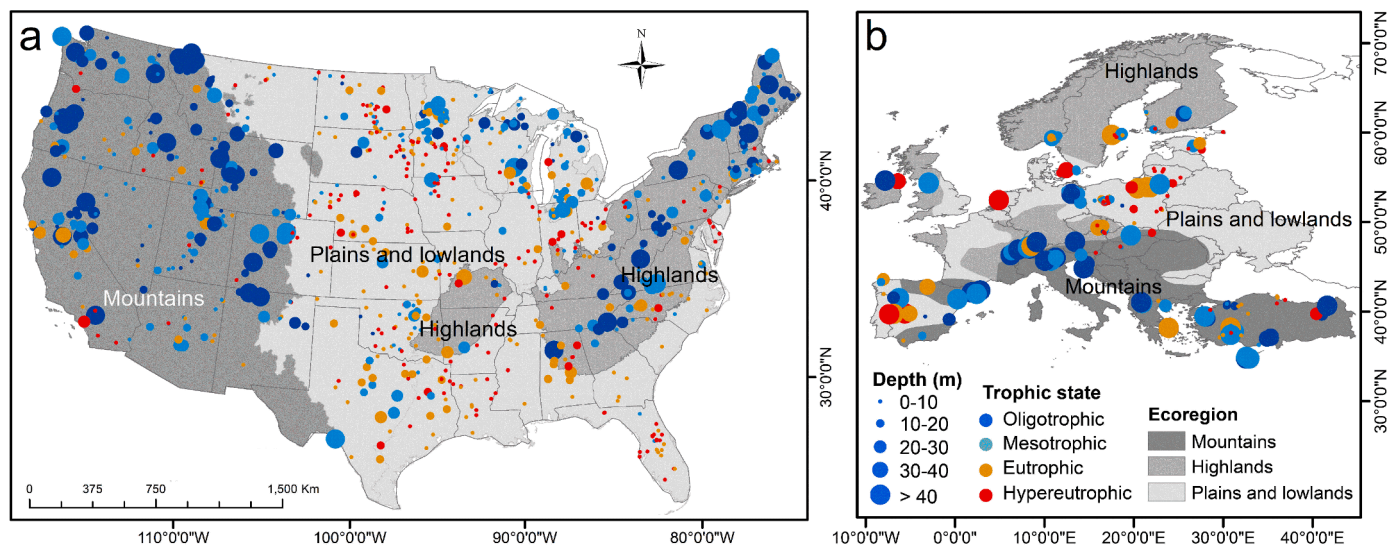 a
N
Mountains
Plains and lowlands
Highlands
Highlands
0 375 750 1,500 Km
110°0'0"W 100°0'0"W 90°0'0"W 80°0'0"W
40°0'0"N
30°0'0"N
b
Highlands
Plains and lowlands
Mountains
Depth (m)
0-10
10-20
20-30
30-40
> 40
Trophic state
Oligotrophic
Mesotrophic
Eutrophic
Hypereutrophic
Ecoregion
Mountains
Highlands
Plains and lowlands
10°0'0"W 0°0'0" 10°0'0"E 20°0'0"E 30°0'0"E 40°0'0"E
70°0'0"N
60°0'0"N
50°0'0"N
40°0'0"N
30°0'0"N